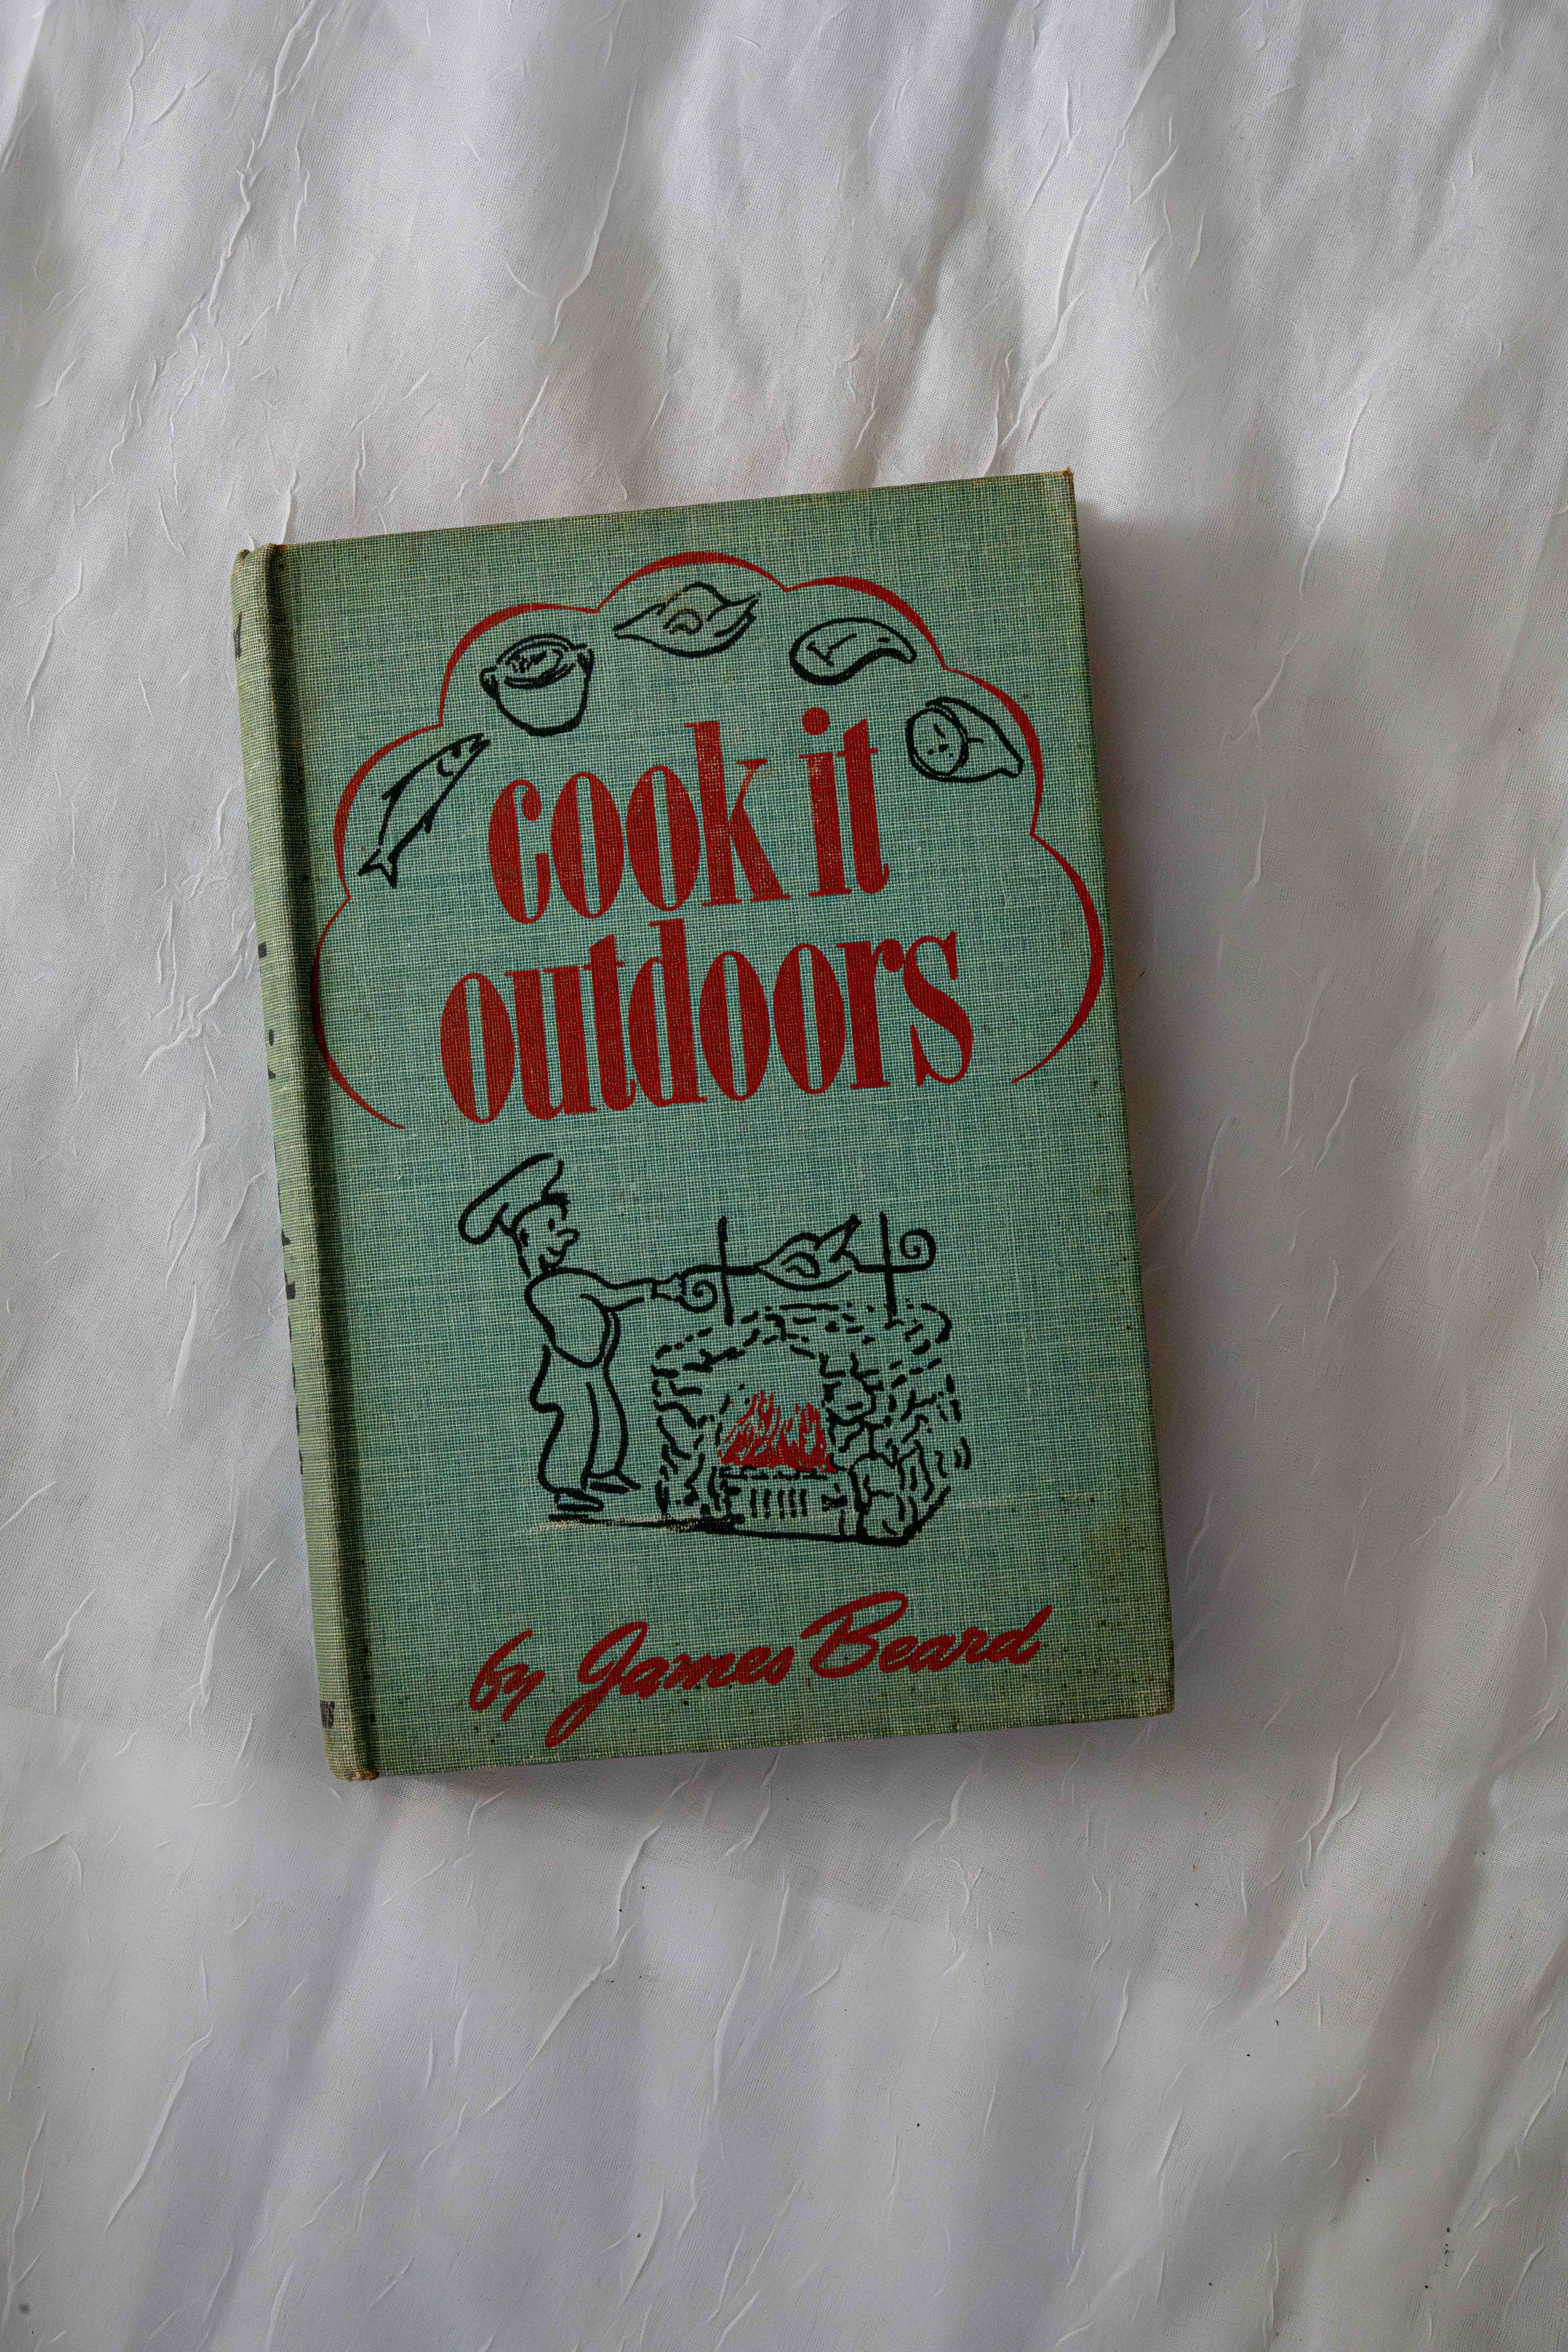 cook it
outdoors
by James Beard